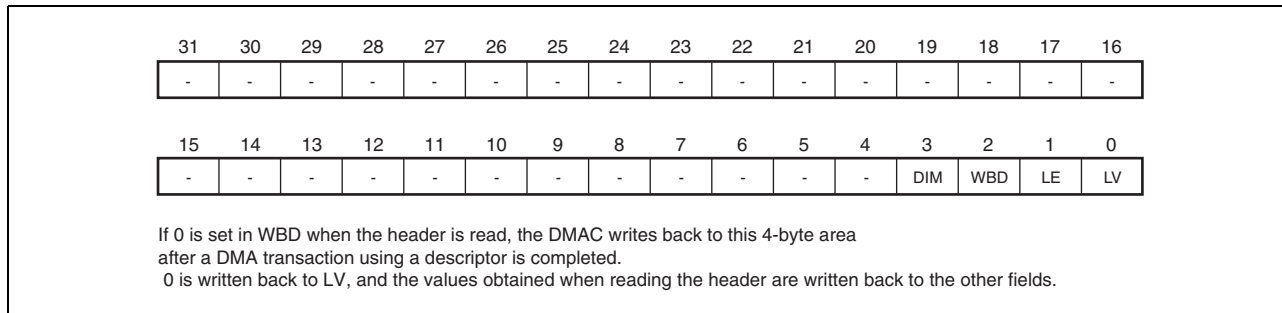 31 30 29 28 27 26 25 24 23 22 21 20 19 18 17 16
- - - - - - - - - - - - - - - -
15 14 13 12 11 10 9 8 7 6 5 4 3 2 1 0
- - - - - - - - - - - - DIM WBD LE LV
If 0 is set in WBD when the header is read, the DMAC writes back to this 4-byte area
after a DMA transaction using a descriptor is completed.
0 is written back to LV, and the values obtained when reading the header are written back to the other fields.